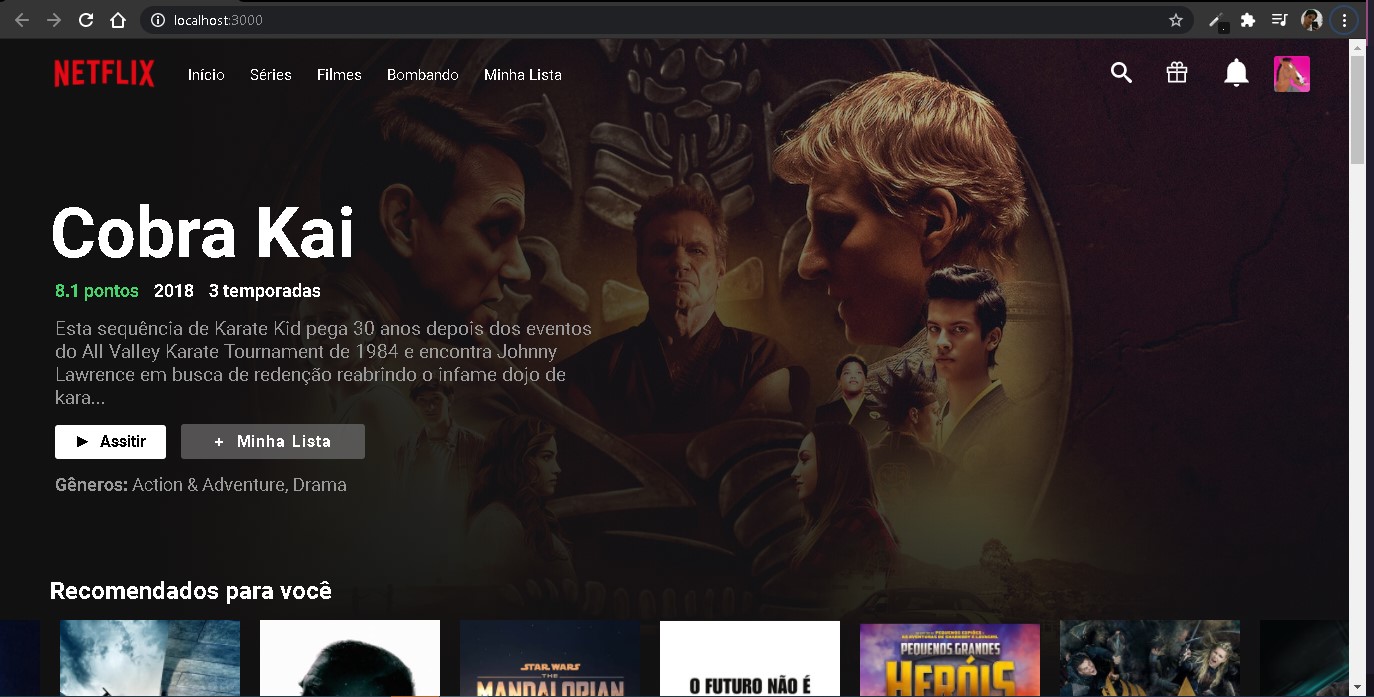 localhost:3000
NETFLIX Início Séries Filmes Bombando Minha Lista
Cobra Kai
8.1 pontos 2018 3 temporadas
Esta sequência de Karate Kid pega 30 anos depois dos eventos
do All Valley Karate Tournament de 1984 e encontra Johnny
Lawrence em busca de redenção reabrindo o infame dojo de
kara...
Assitir + Minha Lista
Gêneros: Action & Adventure, Drama
Recomendados para você
STAR WARS
THE
MANDALORIAN
O FUTURO NÃO É
PEQUENOS GRANDES
HERÓIS